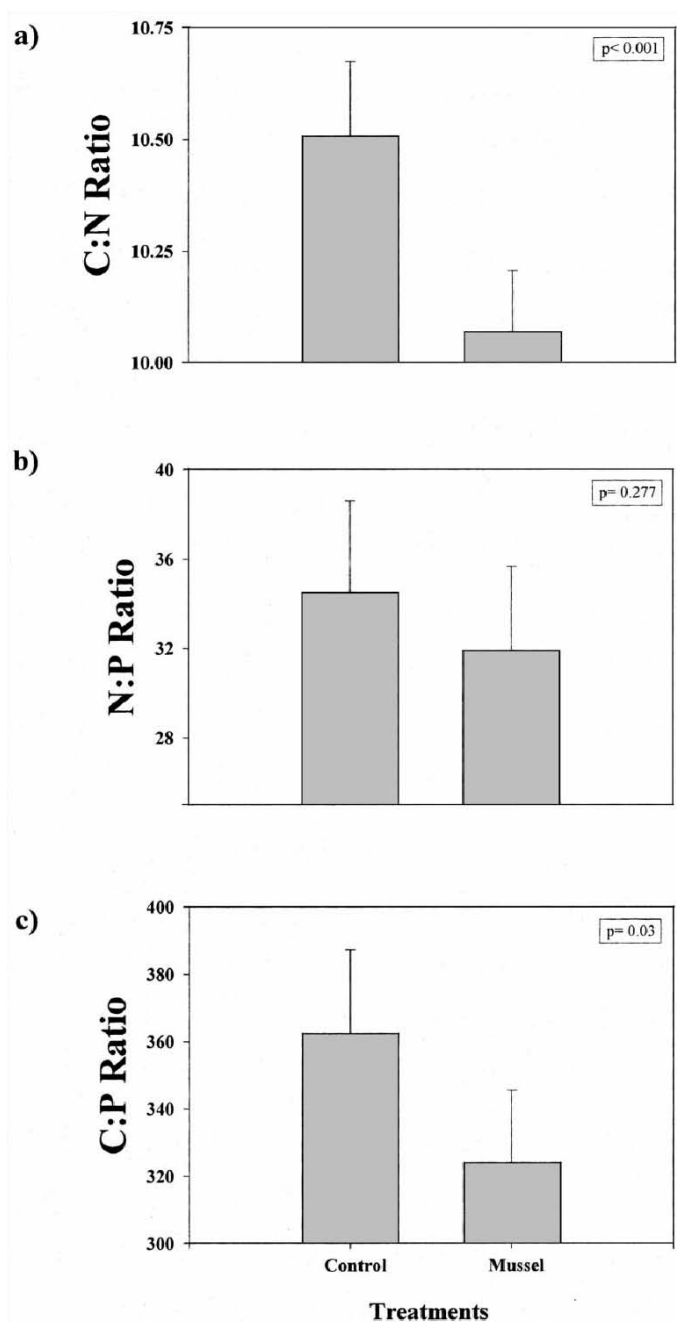 a)
C:N Ratio
10.75
10.50
10.25
10.00
p< 0.001
b)
N:P Ratio
40
36
32
28
p= 0.277
c)
C:P Ratio
400
380
360
340
320
300
p= 0.03
Control Mussel
Treatments